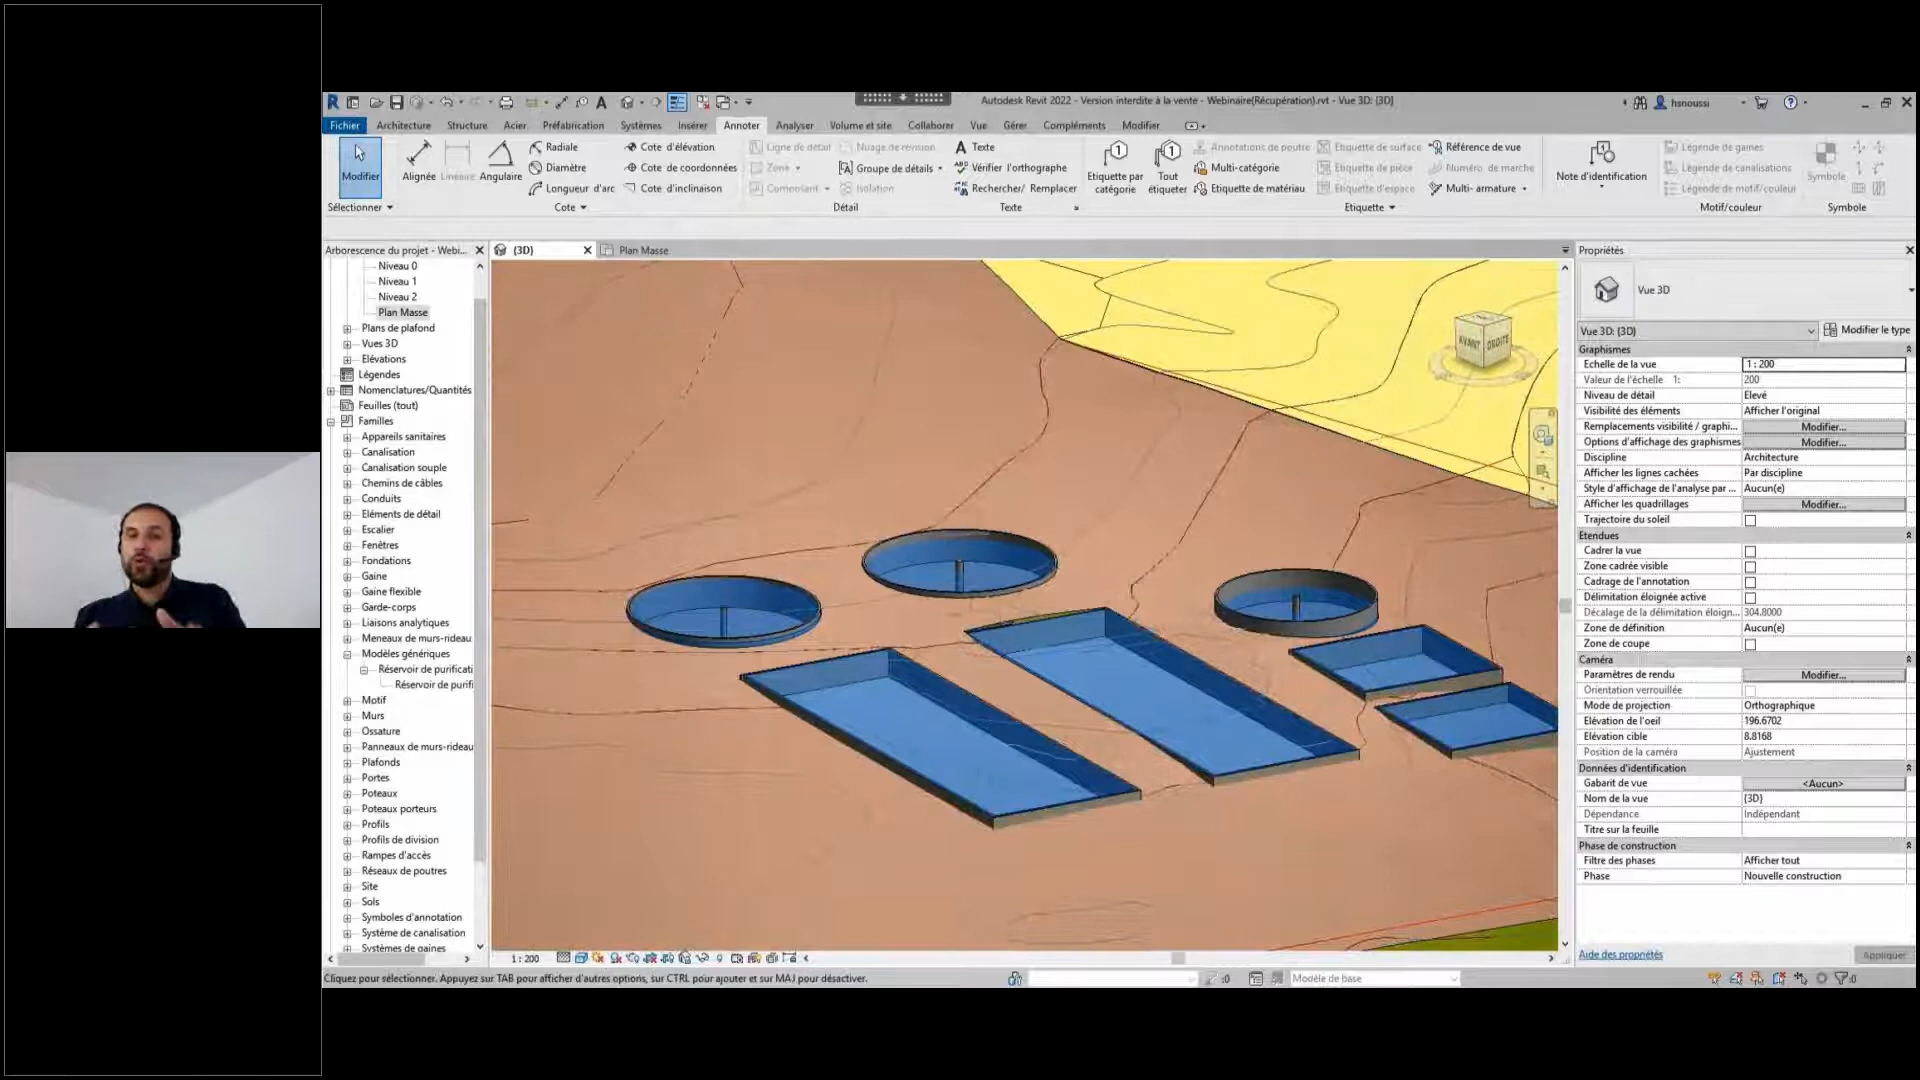 Autodesk Revit 2022 - Version interdite à la vente - Webinaire(Récupération).rvt - Vue 3D: {3D}
hsnoussi
Fichier Architecture Structure Acier Préfabrication Systèmes Insérer Annoter Analyser Volume et site Collaborer Vue Gérer Compléments Modifier
Modifier
Alignée
Linéaire
Angulaire
Radiale
Diamètre
Longueur d'arc
Cote d'élévation
Cote de coordonnées
Cote d'inclinaison
Ligne de détail
Zone
Composant
Nuage de révision
Groupe de détails
Isolation
Texte
Vérifier l'orthographe
Rechercher/ Remplacer
Etiquette par
catégorie
Tout
étiqueter
Annotations de poutre
Multi-catégorie
Etiquette de matériau
Etiquette de surface
Etiquette de pièce
Etiquette d'espace
Référence de vue
Numéro de marche
Multi- armature
Note d'identification
Légende de gaines
Légende de canalisations
Légende de motif/couleur
Symbole
Sélectionner
Cote
Détail
Texte
Etiquette
Motif/couleur
Symbole
Arborescence du projet - Webi...
{3D}
Plan Masse
Niveau 0
Niveau 1
Niveau 2
Plan Masse
Plans de plafond
Vues 3D
Elévations
Légendes
Nomenclatures/Quantités
Feuilles (tout)
Familles
Appareils sanitaires
Canalisation
Canalisation souple
Chemins de câbles
Conduits
Eléments de détail
Escalier
Fenêtres
Fondations
Gaine
Gaine flexible
Garde-corps
Liaisons analytiques
Meneaux de murs-rideau
Modèles génériques
Réservoir de purificati
Réservoir de purifi
Motif
Murs
Ossature
Panneaux de murs-rideau
Plafonds
Portes
Poteaux
Poteaux porteurs
Profils
Profils de division
Rampes d'accès
Réseaux de poutres
Site
Sols
Symboles d'annotation
Système de canalisation
Systèmes de gaines
AVANT DROITE
Propriétés
Vue 3D
Vue 3D: {3D} Modifier le type
Graphismes
Echelle de la vue 1 : 200
Valeur de l'échelle 1: 200
Niveau de détail Elevé
Visibilité des éléments Afficher l'original
Remplacements visibilité / graphi... Modifier...
Options d'affichage des graphismes Modifier...
Discipline Architecture
Afficher les lignes cachées Par discipline
Style d'affichage de l'analyse par ... Aucun(e)
Afficher les quadrillages Modifier...
Trajectoire du soleil
Etendues
Cadrer la vue
Zone cadrée visible
Cadrage de l'annotation
Délimitation éloignée active
Décalage de la délimitation éloign... 304.8000
Zone de définition Aucun(e)
Zone de coupe
Caméra
Paramètres de rendu Modifier...
Orientation verrouillée
Mode de projection Orthographique
Elévation de l'oeil 196.6702
Elévation cible 8.8168
Position de la caméra Ajustement
Données d'identification
Gabarit de vue <Aucun>
Nom de la vue {3D}
Dépendance Indépendant
Titre sur la feuille
Phase de construction
Filtre des phases Afficher tout
Phase Nouvelle construction
Aide des propriétés Appliquer
1 : 200
Cliquez pour sélectionner. Appuyez sur TAB pour afficher d'autres options, sur CTRL pour ajouter et sur MAJ pour désactiver.
:0
Modèle de base
:0